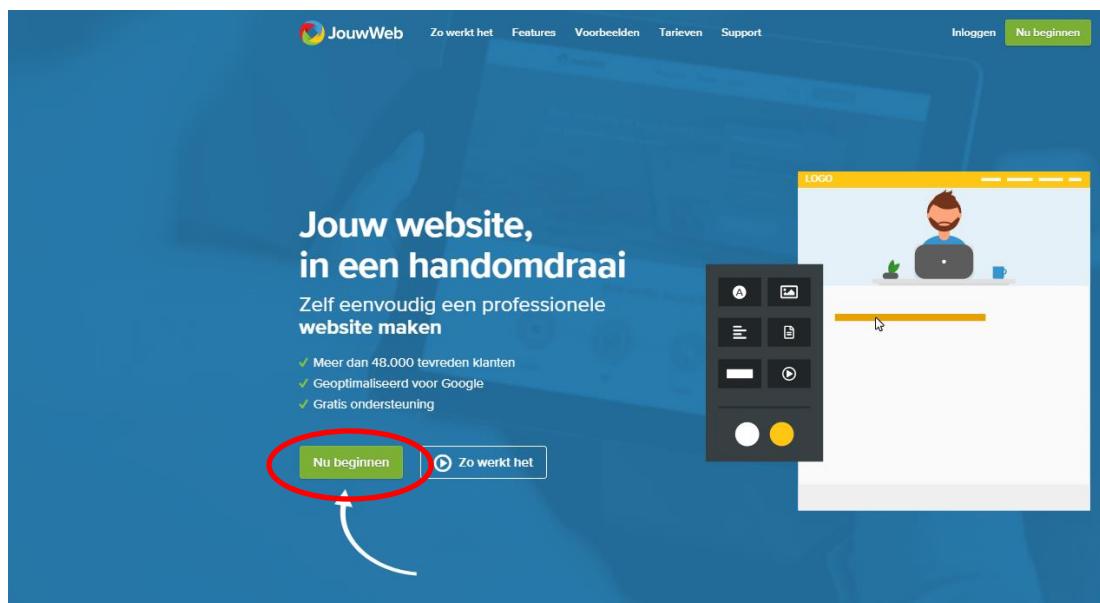 JouwWeb
Zo werkt het Features Voorbeelden Tarieven Support
Inloggen Nu beginnen
Jouw website,
in een handomdraai
Zelf eenvoudig een professionele
website maken
✓ Meer dan 48.000 tevreden klanten
✓ Geoptimaliseerd voor Google
✓ Gratis ondersteuning
Nu beginnen
Zo werkt het
LOGO
A